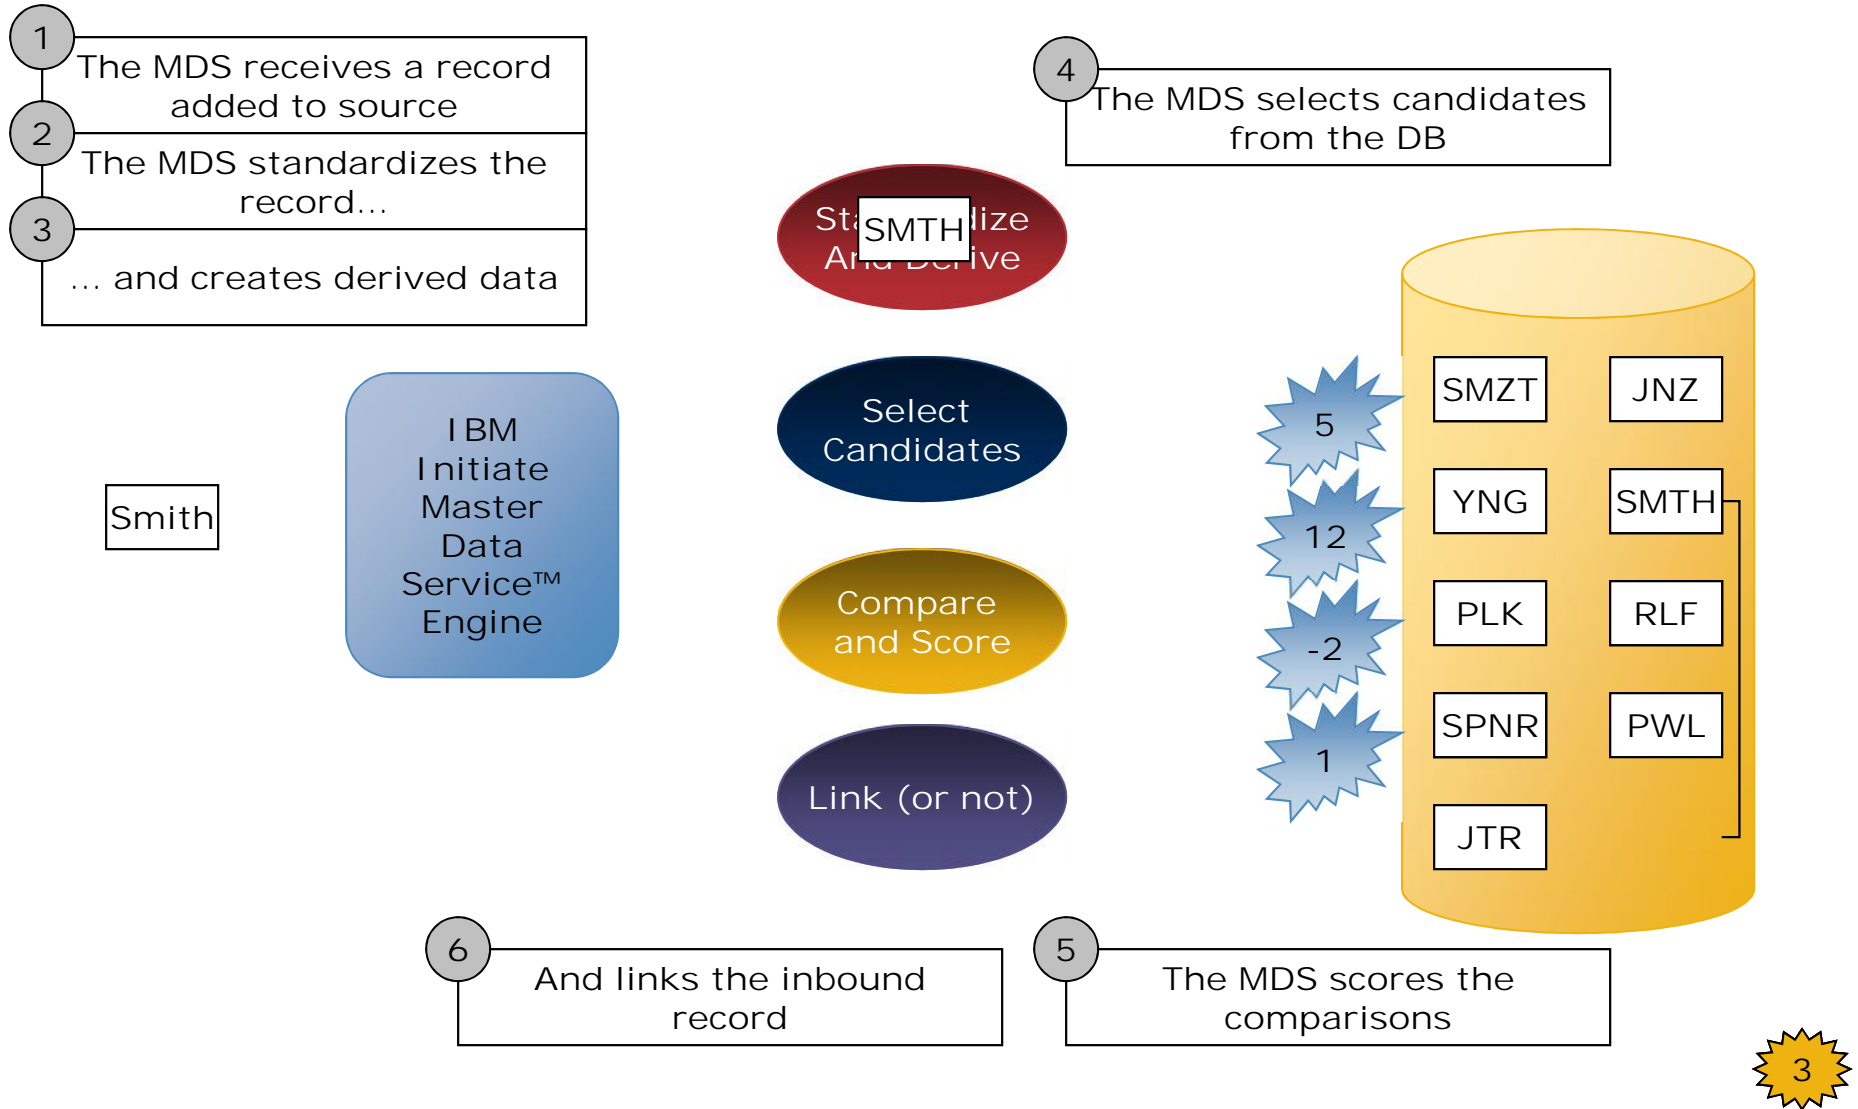 1
The MDS receives a record
added to source
2
The MDS standardizes the
record...
3
... and creates derived data
4
The MDS selects candidates
from the DB
SMTH
And Derive
Select
Candidates
Compare
and Score
Link (or not)
IBM
Initiate
Master
Data
Service™
Engine
Smith
5
12
-2
1
SMZT
JNZ
YNG
SMTH
PLK
RLF
SPNR
PWL
JTR
6
And links the inbound
record
5
The MDS scores the
comparisons
3